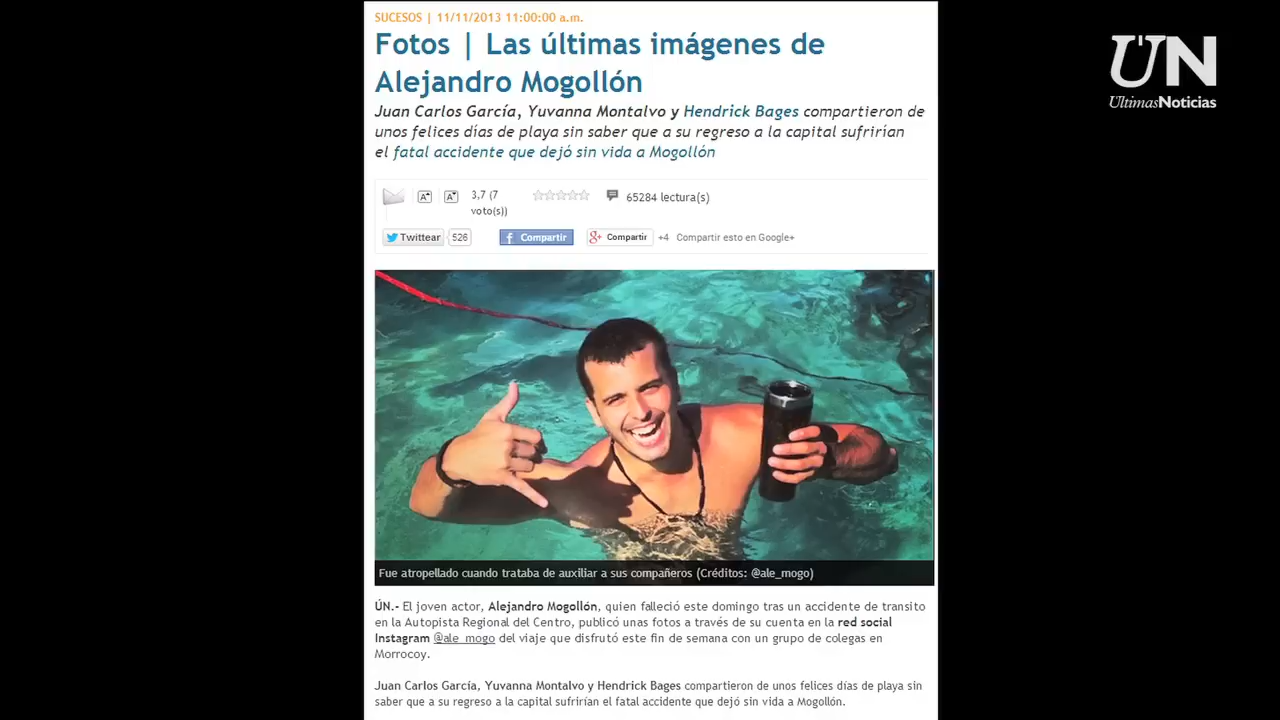 SUCESOS | 11/11/2013 11:00:00 a.m.
Fotos | Las últimas imágenes de
Alejandro Mogollón
Juan Carlos García, Yuvanna Montalvo y Hendrick Bages compartieron de
unos felices días de playa sin saber que a su regreso a la capital sufrirían
el fatal accidente que dejó sin vida a Mogollón
ÚN
ÚltimasNoticias
A A 3,7 (7
voto(s)) 65284 lectura(s)
Twittear 526 Compartir Compartir +4 Compartir esto en Google+
Fue atropellado cuando trataba de auxiliar a sus compañeros (Créditos: @ale_mogo)
ÚN.- El joven actor, Alejandro Mogollón, quien falleció este domingo tras un accidente de transito
en la Autopista Regional del Centro, publicó unas fotos a través de su cuenta en la red social
Instagram @ale_mogo del viaje que disfrutó este fin de semana con un grupo de colegas en
Morrocoy.
Juan Carlos García, Yuvanna Montalvo y Hendrick Bages compartieron de unos felices días de playa sin
saber que a su regreso a la capital sufrirían el fatal accidente que dejó sin vida a Mogollón.